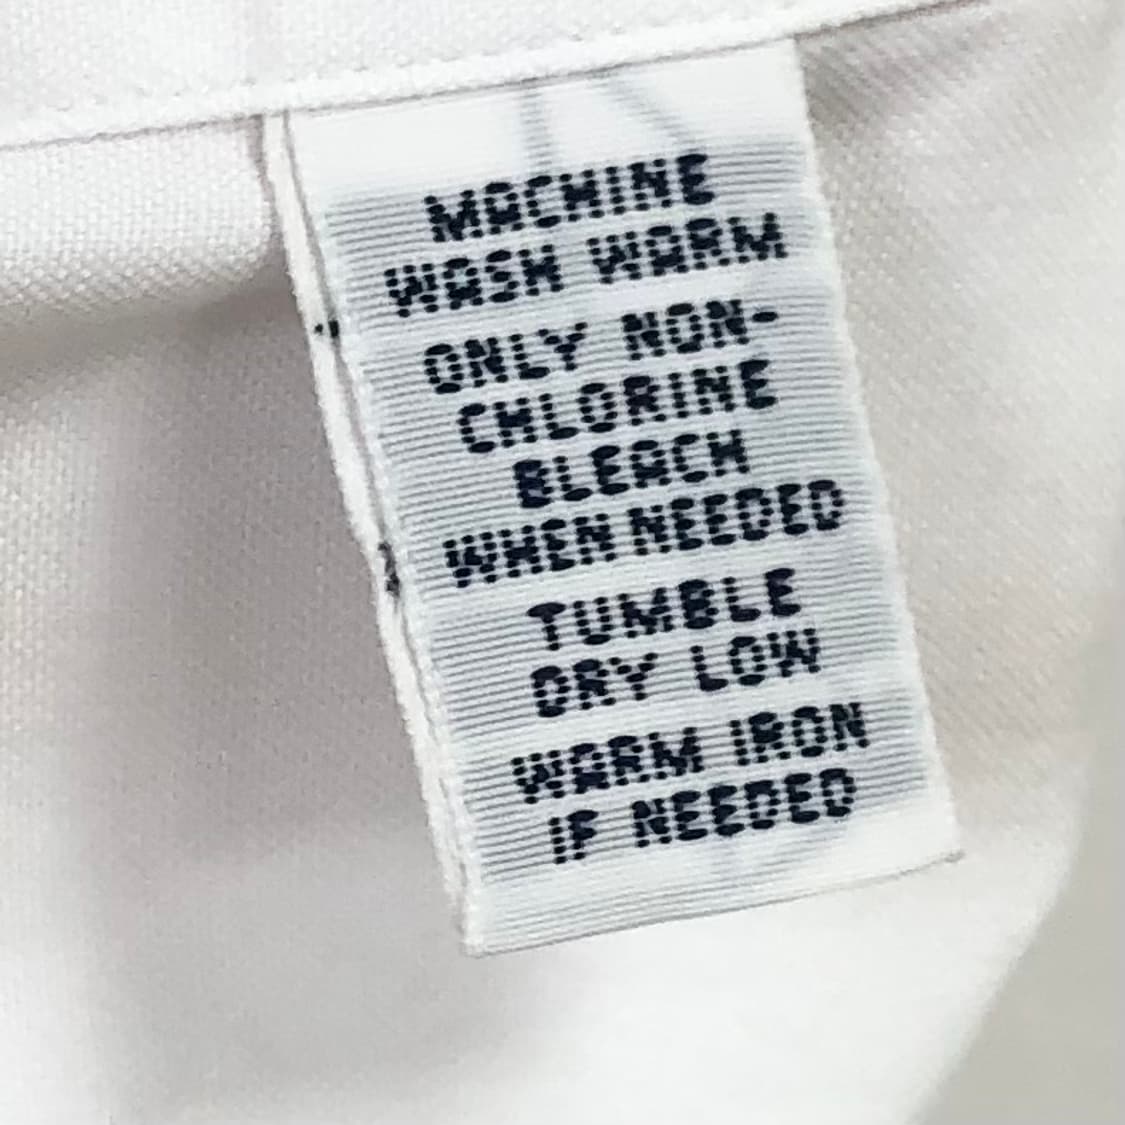 MACHINE
WASH WARM
ONLY NON-
CHLORINE
BLEACH
WHEN NEEDED
TUMBLE
DRY LOW
WARM IRON
IF NEEDED